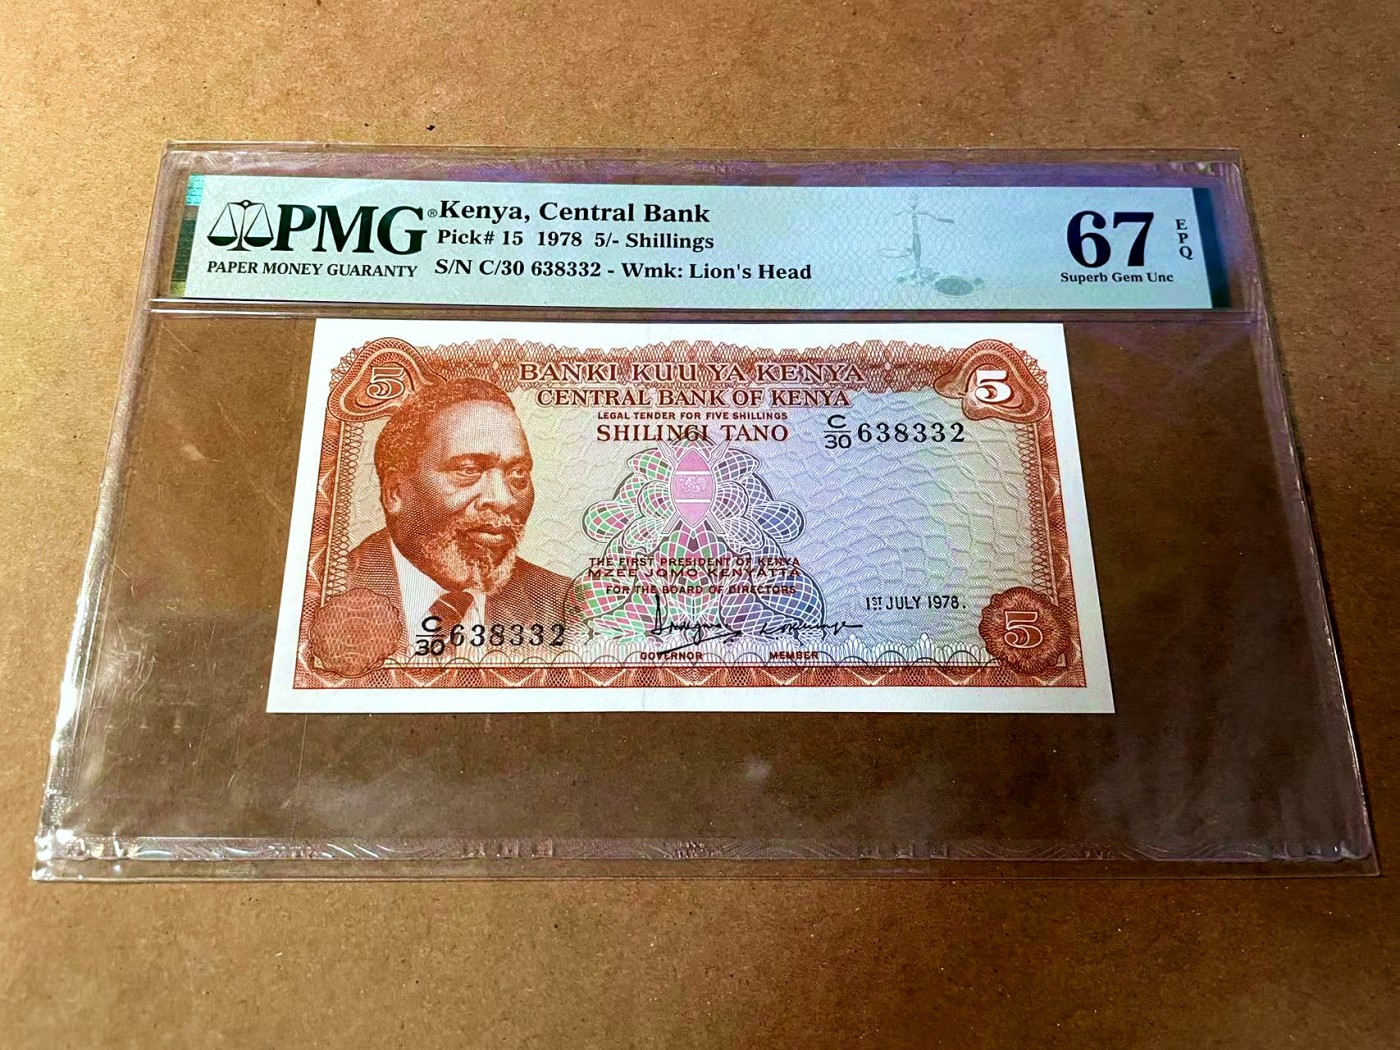 PMG®
PAPER MONEY GUARANTY
Kenya, Central Bank
Pick# 15 1978 5/- Shillings
S/N C/30 638332 - Wmk: Lion's Head
67
EPQ
Superb Gem Unc
5
BANKI KUU YA KENYA
5
CENTRAL BANK OF KENYA
LEGAL TENDER FOR FIVE SHILLINGS
SHILINGI TANO
C/30 638332
THE FIRST PRESIDENT OF KENYA
MZEE JOMO KENYATTA
FOR THE BOARD OF DIRECTORS
1ST JULY 1978.
C/30 638332
5
GOVERNOR
MEMBER